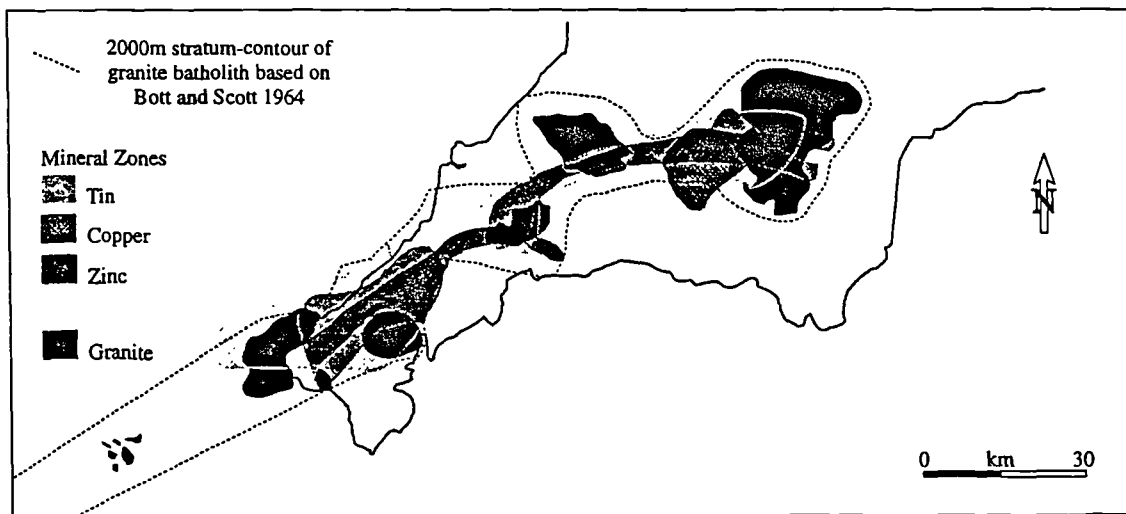 2000m stratum-contour of
granite batholith based on
Bott and Scott 1964
Mineral Zones
Tin
Copper
Zinc
Granite
N
0 km 30